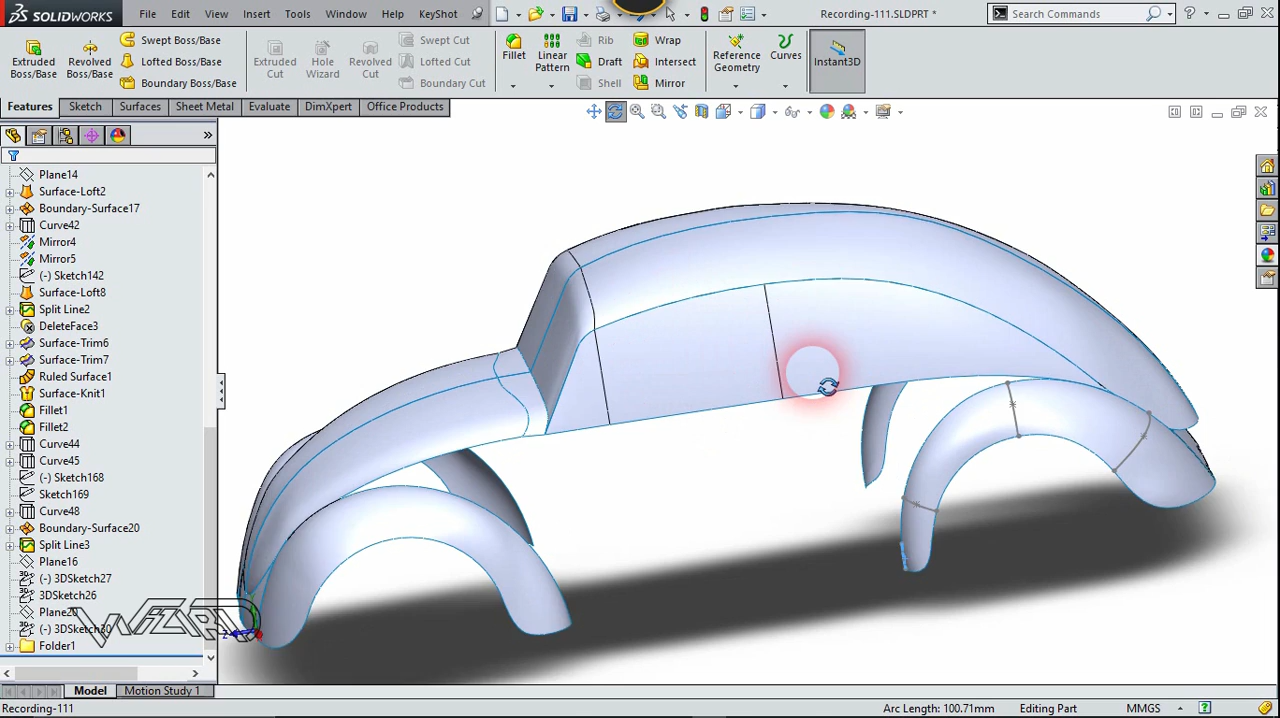 SOLIDWORKS File Edit View Insert Tools Window Help KeyShot Recording-111.SLDPRT * Search Commands
Extruded Boss/Base Revolved Boss/Base Swept Boss/Base Extruded Cut Hole Wizard Revolved Cut Swept Cut Fillet Linear Pattern Rib Wrap Reference Geometry Curves Instant3D
Lofted Boss/Base Lofted Cut Draft Intersect
Boundary Boss/Base Boundary Cut Shell Mirror
Features Sketch Surfaces Sheet Metal Evaluate DimXpert Office Products
Plane14
Surface-Loft2
Boundary-Surface17
Curve42
Mirror4
Mirror5
(-) Sketch142
Surface-Loft8
Split Line2
DeleteFace3
Surface-Trim6
Surface-Trim7
Ruled Surface1
Surface-Knit1
Fillet1
Fillet2
Curve44
Curve45
(-) Sketch168
Sketch169
Curve48
Boundary-Surface20
Split Line3
Plane16
(-) 3DSketch27
3DSketch26
(-) 3DSketch30
Folder1
Model Motion Study 1
Recording-111 Arc Length: 100.71mm Editing Part MMGS